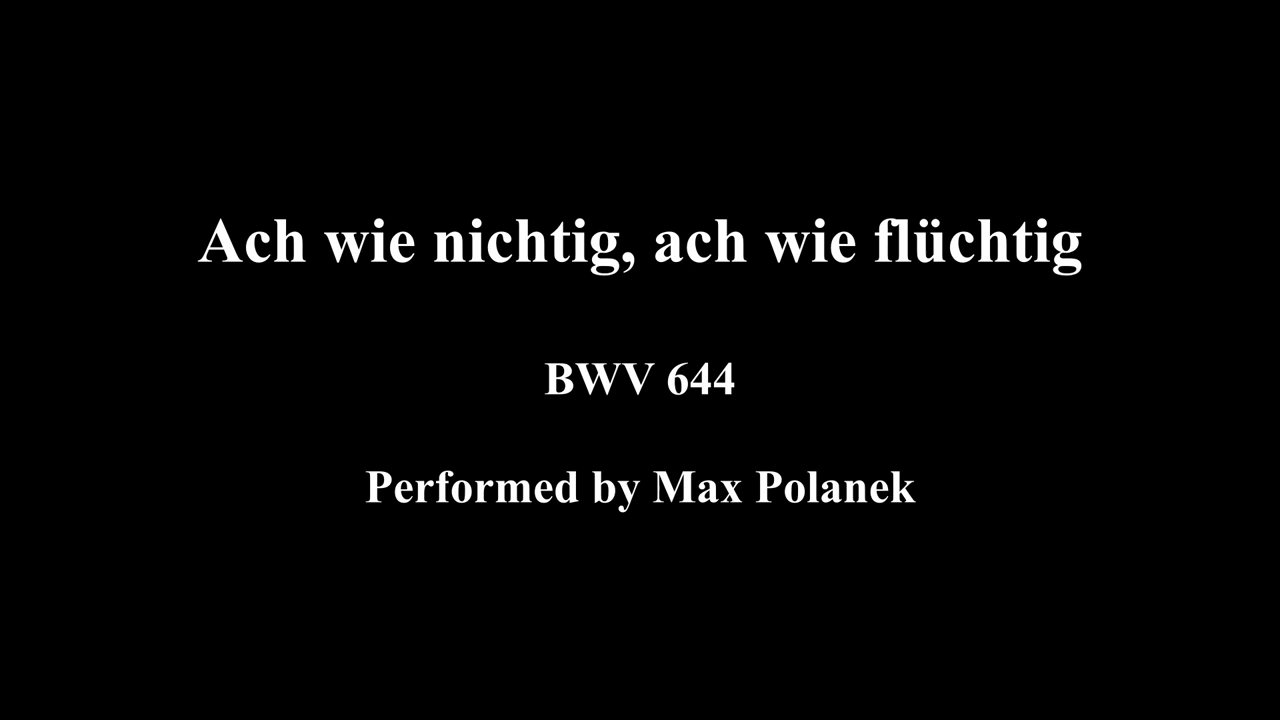 Ach wie nichtig, ach wie flüchtig
BWV 644
Performed by Max Polanek